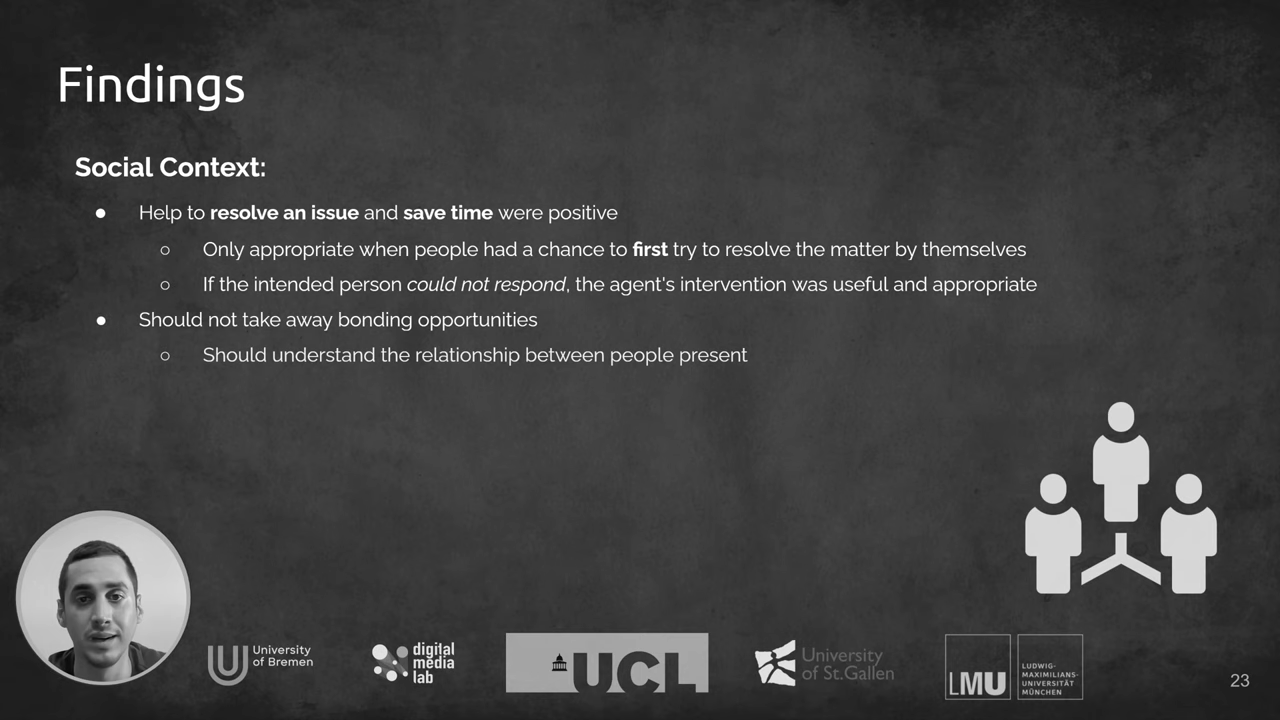 Findings
Social Context:
● Help to resolve an issue and save time were positive
○ Only appropriate when people had a chance to first try to resolve the matter by themselves
○ If the intended person could not respond, the agent's intervention was useful and appropriate
● Should not take away bonding opportunities
○ Should understand the relationship between people present
University
of Bremen
digital
media
lab
UCL
University
of St.Gallen
LMU
LUDWIG-
MAXIMILIANS-
UNIVERSITÄT
MÜNCHEN
23